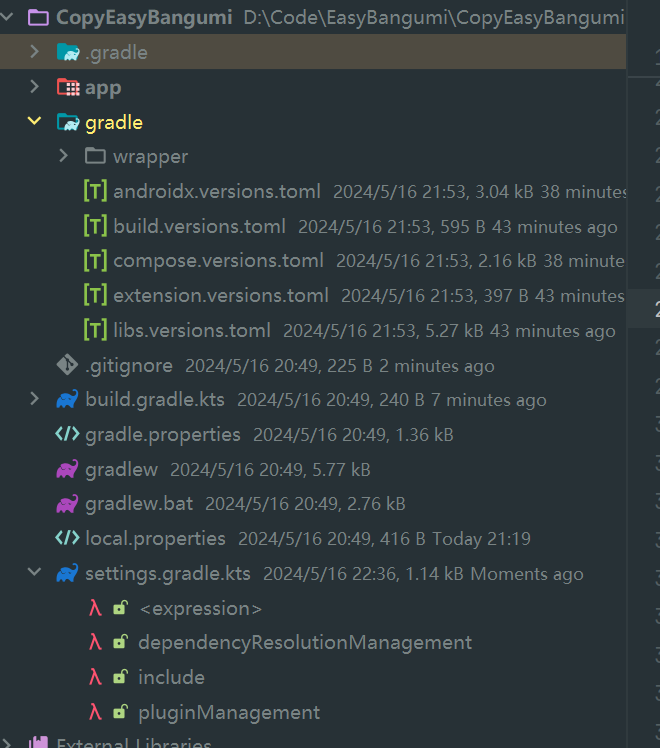 CopyEasyBangumi D:\Code\EasyBangumi\CopyEasyBangumi
.gradle
app
gradle
wrapper
androidx.versions.toml 2024/5/16 21:53, 3.04 kB 38 minutes
build.versions.toml 2024/5/16 21:53, 595 B 43 minutes ago
compose.versions.toml 2024/5/16 21:53, 2.16 kB 38 minute
extension.versions.toml 2024/5/16 21:53, 397 B 43 minutes
libs.versions.toml 2024/5/16 21:53, 5.27 kB 43 minutes ago
.gitignore 2024/5/16 20:49, 225 B 2 minutes ago
build.gradle.kts 2024/5/16 20:49, 240 B 7 minutes ago
gradle.properties 2024/5/16 20:49, 1.36 kB
gradlew 2024/5/16 20:49, 5.77 kB
gradlew.bat 2024/5/16 20:49, 2.76 kB
local.properties 2024/5/16 20:49, 416 B Today 21:19
settings.gradle.kts 2024/5/16 22:36, 1.14 kB Moments ago
<expression>
dependencyResolutionManagement
include
pluginManagement
External Libraries